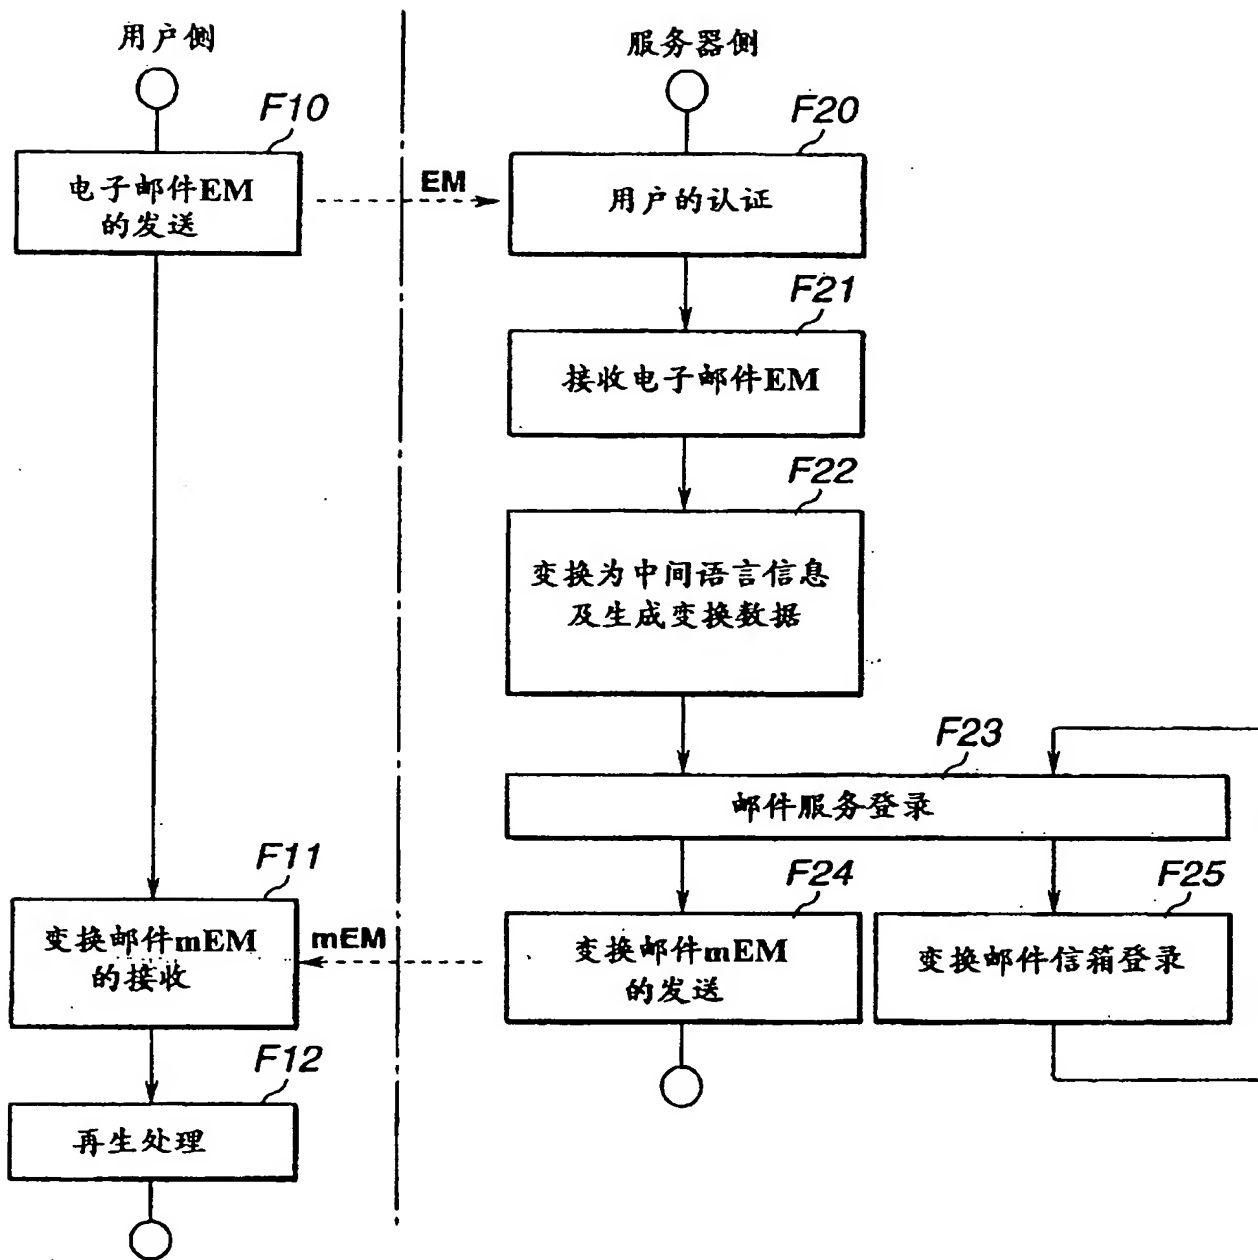 用户侧
服务器侧
F10
F20
电子邮件EM
的发送
EM
用户的认证
F21
接收电子邮件EM
F22
变换为中间语言信息
及生成变换数据
F23
邮件服务登录
F11
F24
F25
变换邮件mEM
的接收
mEM
变换邮件mEM
的发送
变换邮件信箱登录
F12
再生处理